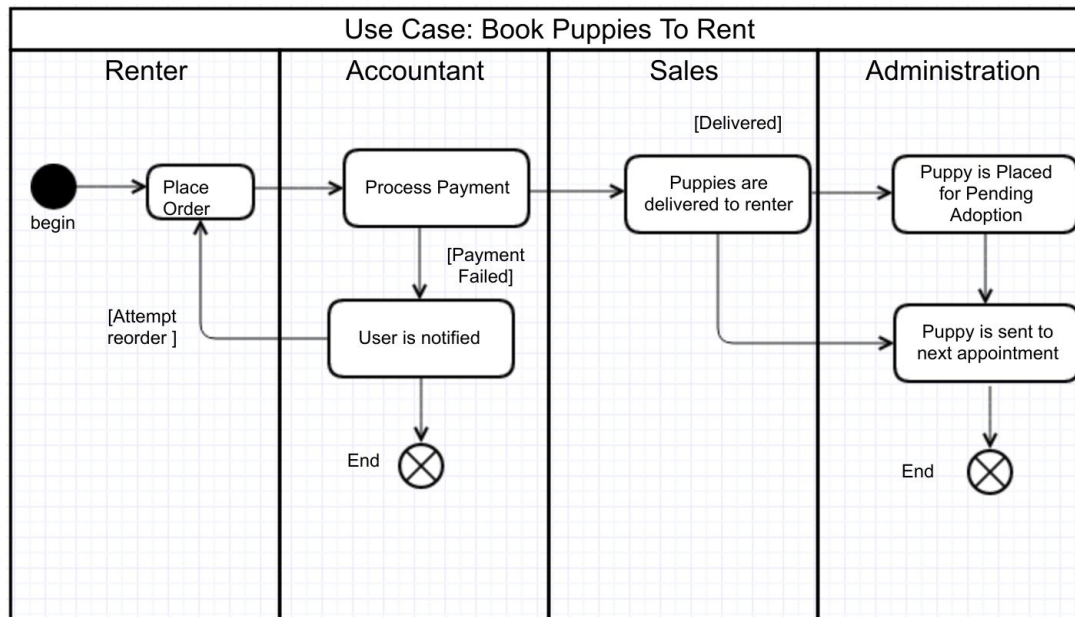 Use Case: Book Puppies To Rent
Renter
Accountant
Sales
Administration
[Delivered]
begin
Place
Order
Process Payment
Puppies are
delivered to renter
Puppy is Placed
for Pending
Adoption
[Payment
Failed]
[Attempt
reorder ]
User is notified
Puppy is sent to
next appointment
End
End